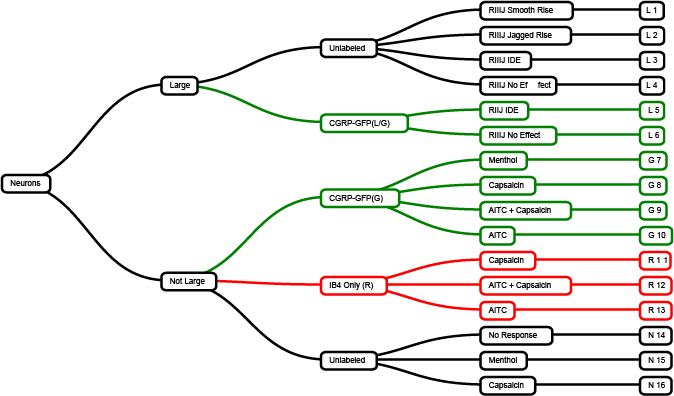 RIIIJ Smooth Rise L 1
RIIIJ Jagged Rise L 2
Unlabeled
RIIIJ IDE L 3
Large
RIIIJ No Ef fect L 4
RIIJ IDE L 5
CGRP-GFP(L/G)
RIIIJ No Effect L 6
Menthol G 7
Neurons
Capsaicin G 8
CGRP-GFP(G)
AITC + Capsaicin G 9
AITC G 10
Capsaicin R 1 1
Not Large
IB4 Only (R) AITC + Capsaicin R 12
AITC R 13
No Response N 14
Unlabeled Menthol N 15
Capsaicin N 16